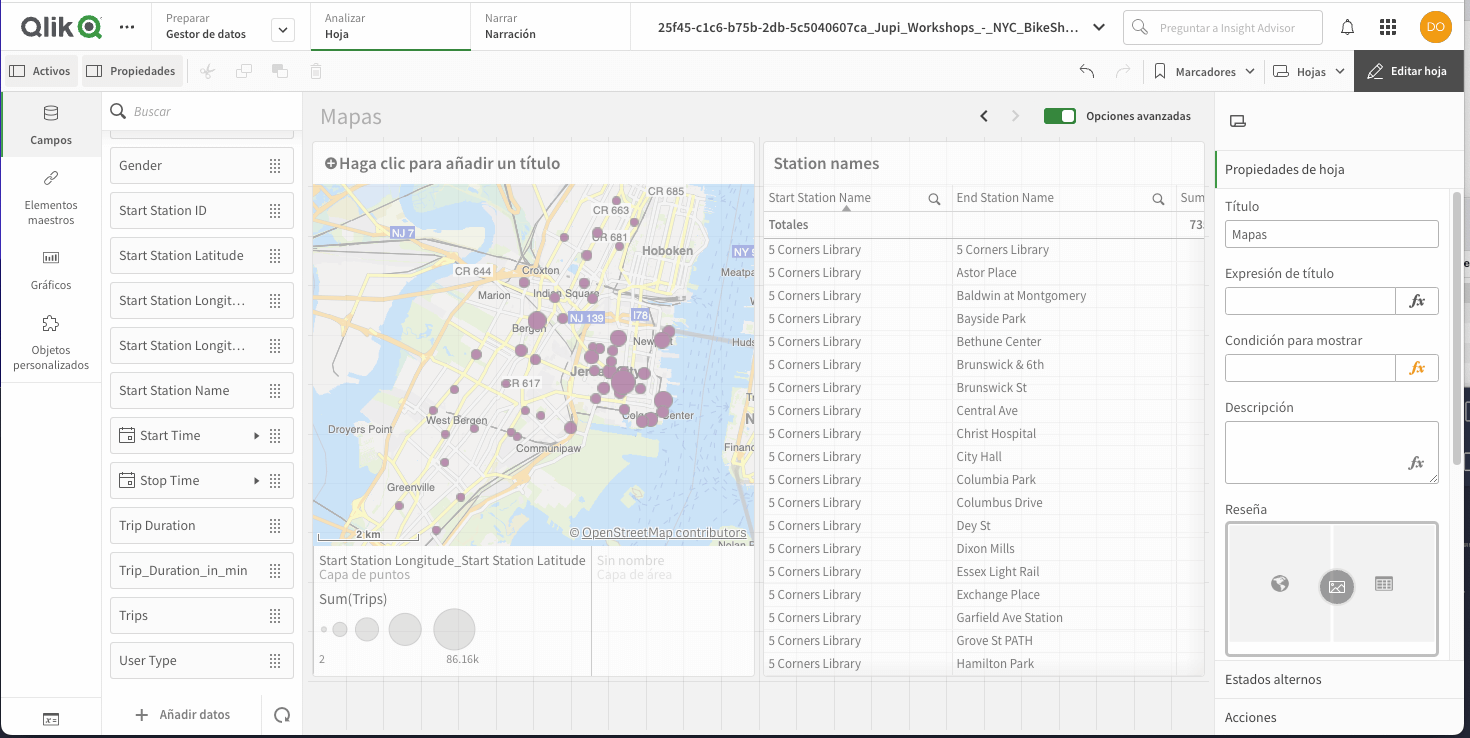 Qlik
Preparar
Gestor de datos
Analizar
Hoja
Narrar
Narración
25f45-c1c6-b75b-2db-5c5040607ca_Jupi_Workshops_-_NYC_BikeSh...
Preguntar a Insight Advisor
DO
Activos
Propiedades
Marcadores
Hojas
Editar hoja
Campos
Elementos
maestros
Gráficos
Objetos
personalizados
Buscar
Gender
Start Station ID
Start Station Latitude
Start Station Longit...
Start Station Longit...
Start Station Name
Start Time
Stop Time
Trip Duration
Trip_Duration_in_min
Trips
User Type
Añadir datos
Mapas
Opciones avanzadas
Haga clic para añadir un título
CR 685
CR 663
NJ 7
CR 681
Hoboken
NY
CR 644
Croxton
Meatpa
Marion
Indian Square
NJ 139
I78
Bergen
New
Huds
Jer
CR 617
West Bergen
Center
Droyers Point
Communipaw
Financ
Greenville
2 km
© OpenStreetMap contributors
Start Station Longitude_Start Station Latitude
Capa de puntos
Sin nombre
Capa de área
Sum(Trips)
2
86.16k
Station names
Start Station Name
End Station Name
Sum
Totales
73
5 Corners Library
5 Corners Library
5 Corners Library
Astor Place
5 Corners Library
Baldwin at Montgomery
5 Corners Library
Bayside Park
5 Corners Library
Bethune Center
5 Corners Library
Brunswick & 6th
5 Corners Library
Brunswick St
5 Corners Library
Central Ave
5 Corners Library
Christ Hospital
5 Corners Library
City Hall
5 Corners Library
Columbia Park
5 Corners Library
Columbus Drive
5 Corners Library
Dey St
5 Corners Library
Dixon Mills
5 Corners Library
Essex Light Rail
5 Corners Library
Exchange Place
5 Corners Library
Garfield Ave Station
5 Corners Library
Grove St PATH
5 Corners Library
Hamilton Park
Propiedades de hoja
Título
Mapas
Expresión de título
fx
Condición para mostrar
fx
Descripción
fx
Reseña
Estados alternos
Acciones